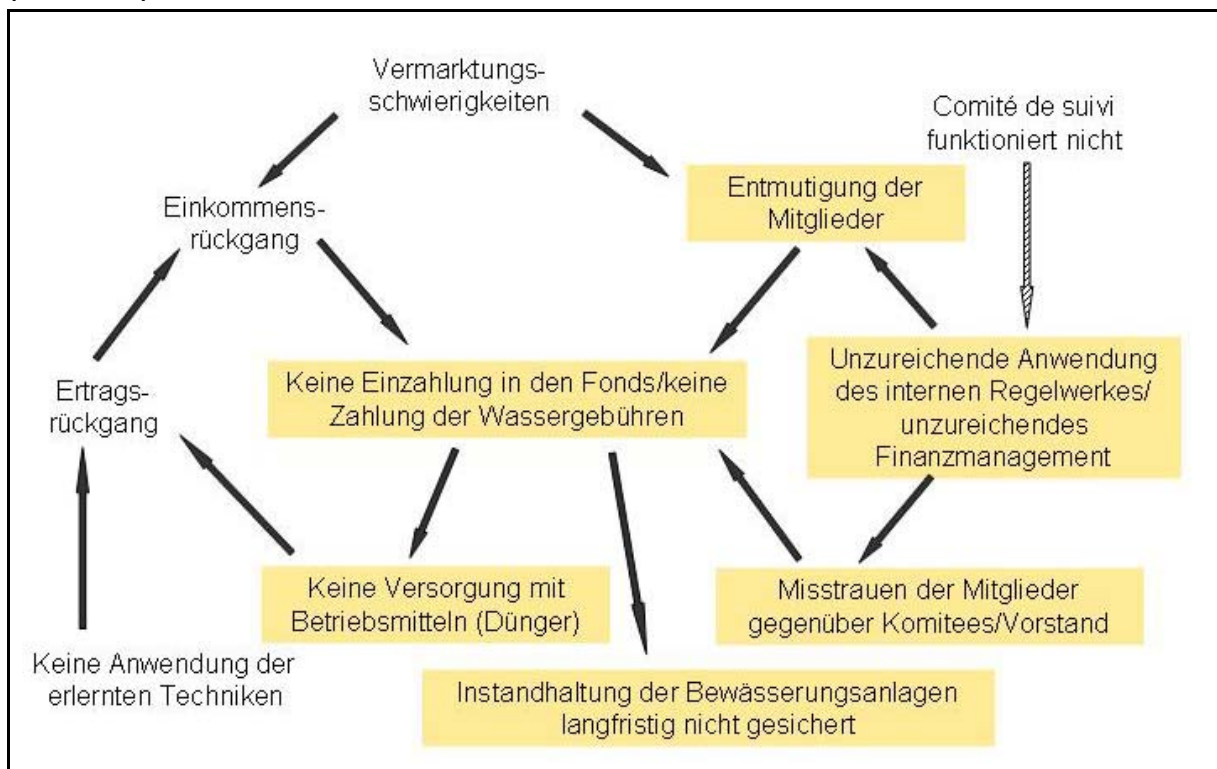 Vermarktungs-
schwierigkeiten
Comité de suivi
funktioniert nicht
Entmutigung der
Mitglieder
Einkommens-
rückgang
Unzureichende Anwendung
des internen Regelwerkes/
unzureichendes
Finanzmanagement
Keine Einzahlung in den Fonds/keine
Zahlung der Wassergebühren
Ertrags-
rückgang
Keine Versorgung mit
Betriebsmitteln (Dünger)
Misstrauen der Mitglieder
gegenüber Komitees/Vorstand
Keine Anwendung der
erlernten Techniken
Instandhaltung der Bewässerungsanlagen
langfristig nicht gesichert